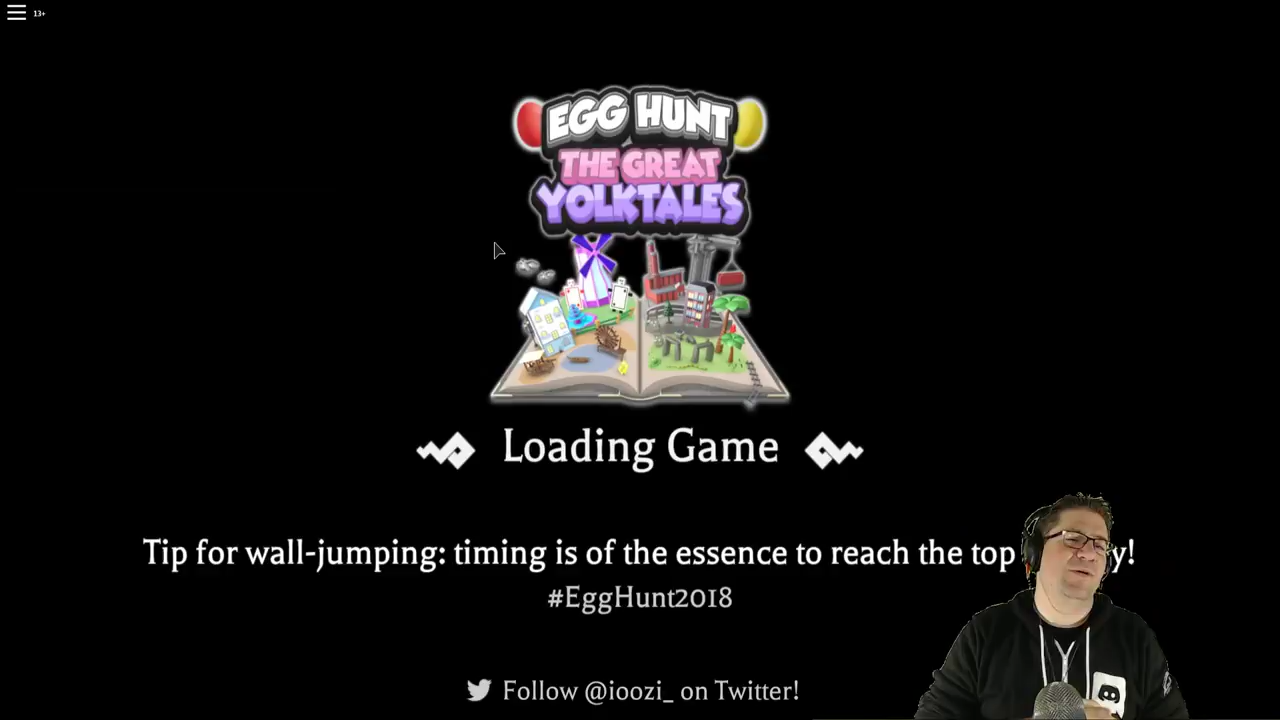 13+
EGG HUNT
THE GREAT
YOLKTALES
Loading Game
Tip for wall-jumping: timing is of the essence to reach the top y!
#EggHunt2018
Follow @ioozi_ on Twitter!